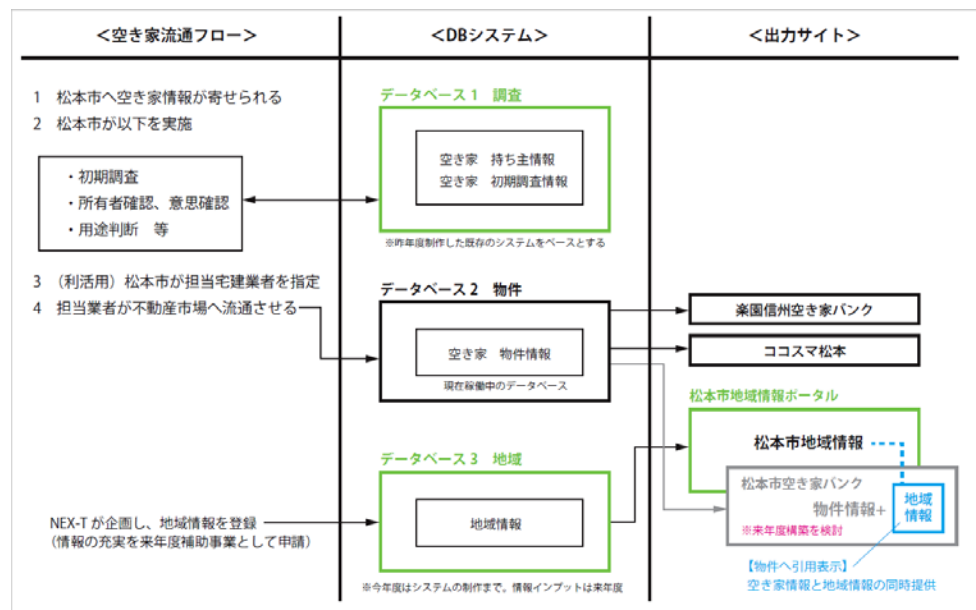 ＜空き家流通フロー＞
＜DBシステム＞
＜出力サイト＞
1　松本市へ空き家情報が寄せられる
2　松本市が以下を実施
・初期調査
・所有者確認、意思確認
・用途判断　等
3　（利活用）松本市が担当宅建業者を指定
4　担当業者が不動産市場へ流通させる
NEX-T が企画し、地域情報を登録
（情報の充実を来年度補助事業として申請）
データベース 1　調査
空き家　持ち主情報
空き家　初期調査情報
※昨年度制作した既存のシステムをベースとする
データベース 2　物件
空き家　物件情報
現在稼働中のデータベース
データベース 3　地域
地域情報
※今年度はシステムの制作まで。情報インプットは来年度
楽園信州空き家バンク
ココスマ松本
松本市地域情報ポータル
松本市地域情報
松本市空き家バンク
物件情報+
地域
情報
※来年度構築を検討
【物件へ引用表示】
空き家情報と地域情報の同時提供